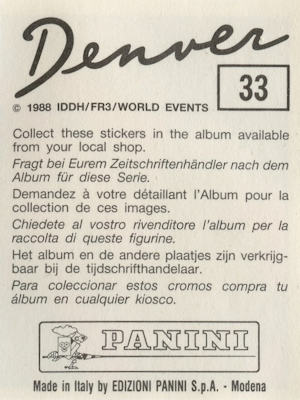 Denver
33
© 1988 IDDH/FR3/WORLD EVENTS
Collect these stickers in the album available
from your local shop.
Fragt bei Eurem Zeitschriftenhändler nach dem
Album für diese Serie.
Demandez à votre détaillant l'Album pour la
collection de ces images.
Chiedete al vostro rivenditore l'album per la
raccolta di queste figurine.
Het album en de andere plaatjes zijn verkrijg-
baar bij de tijdschrifthandelaar.
Para coleccionar estos cromos compra tu
álbum en cualquier kiosco.
PANINI
Made in Italy by EDIZIONI PANINI S.p.A. - Modena